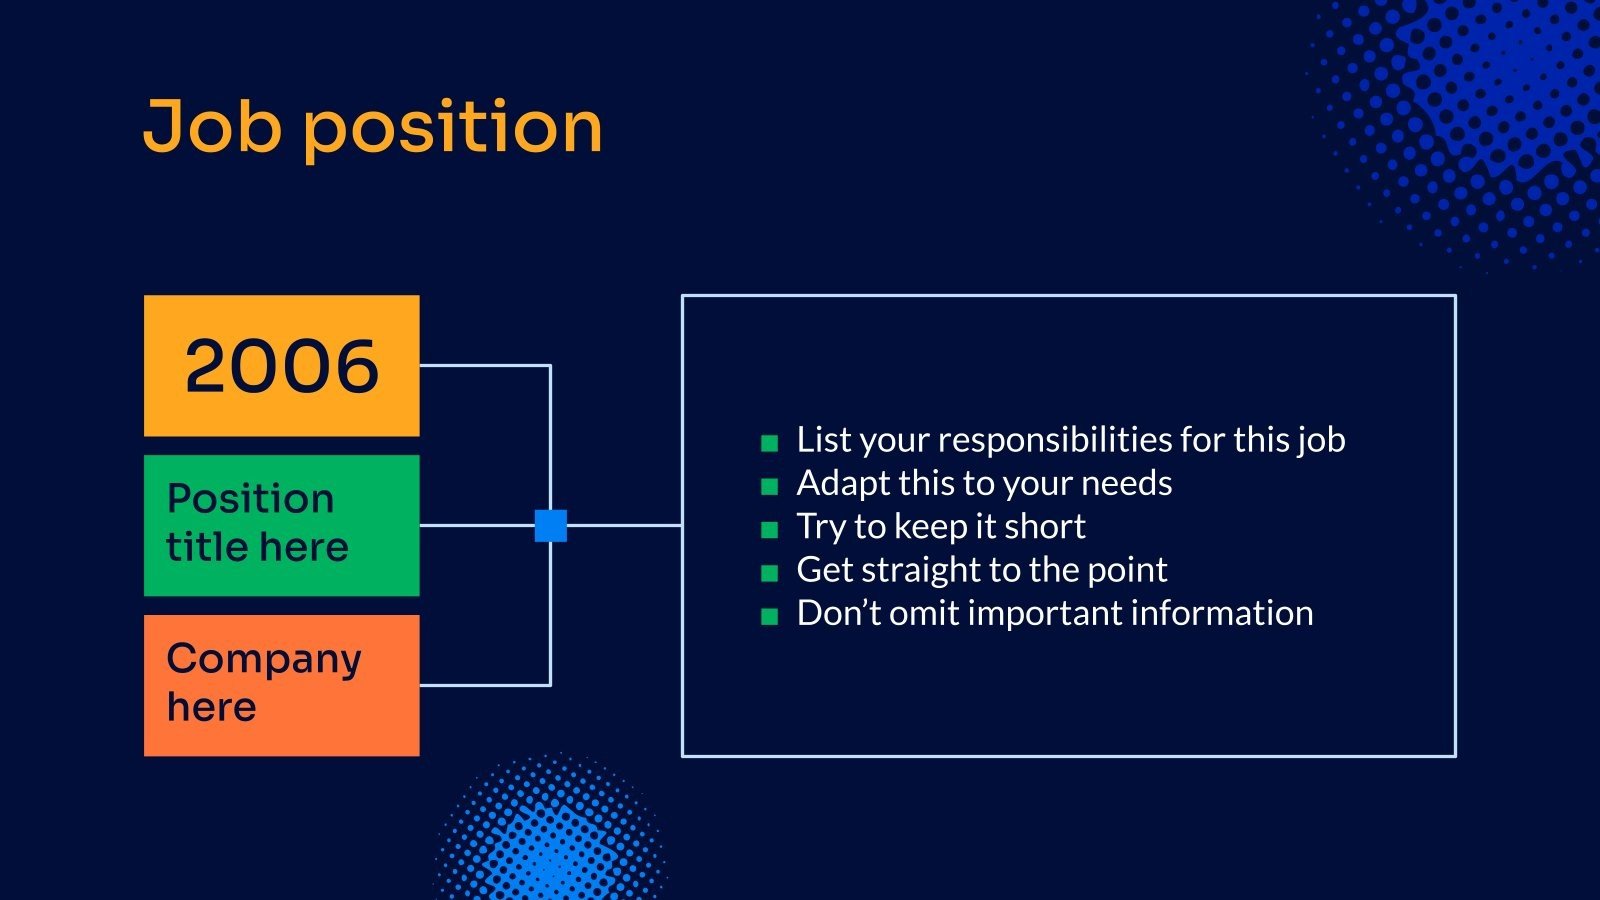 Job position
2006
Position
title here
Company
here
List your responsibilities for this job
Adapt this to your needs
Try to keep it short
Get straight to the point
Don’t omit important information